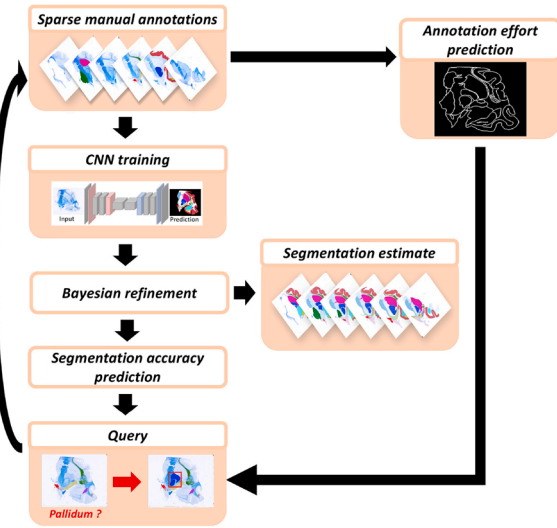 Sparse manual annotations
Annotation effort
prediction
CNN training
Input
Prediction
Segmentation estimate
Bayesian refinement
Segmentation accuracy
prediction
Query
Pallidum ?